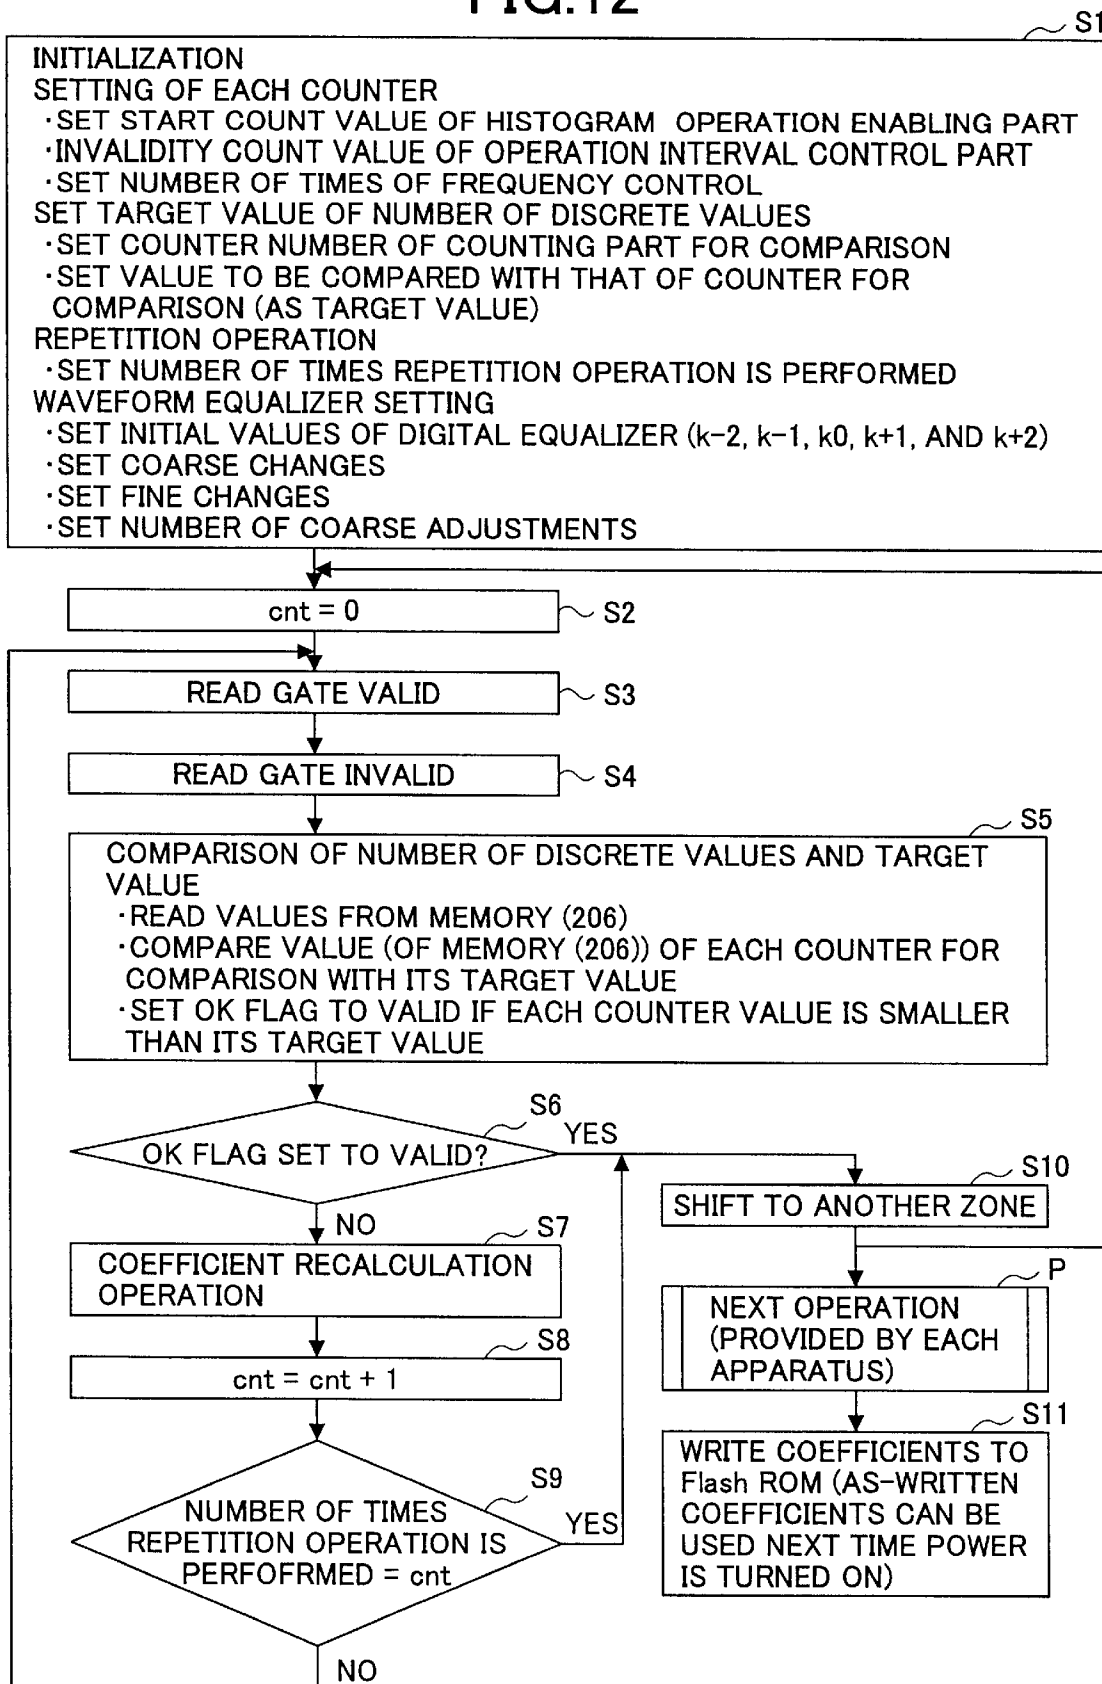 FIG.12
S1
INITIALIZATION
SETTING OF EACH COUNTER
·SET START COUNT VALUE OF HISTOGRAM OPERATION ENABLING PART
·INVALIDITY COUNT VALUE OF OPERATION INTERVAL CONTROL PART
·SET NUMBER OF TIMES OF FREQUENCY CONTROL
SET TARGET VALUE OF NUMBER OF DISCRETE VALUES
·SET COUNTER NUMBER OF COUNTING PART FOR COMPARISON
·SET VALUE TO BE COMPARED WITH THAT OF COUNTER FOR
COMPARISON (AS TARGET VALUE)
REPETITION OPERATION
·SET NUMBER OF TIMES REPETITION OPERATION IS PERFORMED
WAVEFORM EQUALIZER SETTING
·SET INITIAL VALUES OF DIGITAL EQUALIZER (k-2, k-1, k0, k+1, AND k+2)
·SET COARSE CHANGES
·SET FINE CHANGES
·SET NUMBER OF COARSE ADJUSTMENTS
cnt = 0
S2
READ GATE VALID
S3
READ GATE INVALID
S4
S5
COMPARISON OF NUMBER OF DISCRETE VALUES AND TARGET
VALUE
·READ VALUES FROM MEMORY (206)
·COMPARE VALUE (OF MEMORY (206)) OF EACH COUNTER FOR
COMPARISON WITH ITS TARGET VALUE
·SET OK FLAG TO VALID IF EACH COUNTER VALUE IS SMALLER
THAN ITS TARGET VALUE
S6
OK FLAG SET TO VALID?
YES
NO
S7
COEFFICIENT RECALCULATION
OPERATION
S8
cnt = cnt + 1
S9
NUMBER OF TIMES
REPETITION OPERATION IS
PERFOFRMED = cnt
YES
NO
S10
SHIFT TO ANOTHER ZONE
P
NEXT OPERATION
(PROVIDED BY EACH
APPARATUS)
S11
WRITE COEFFICIENTS TO
Flash ROM (AS-WRITTEN
COEFFICIENTS CAN BE
USED NEXT TIME POWER
IS TURNED ON)